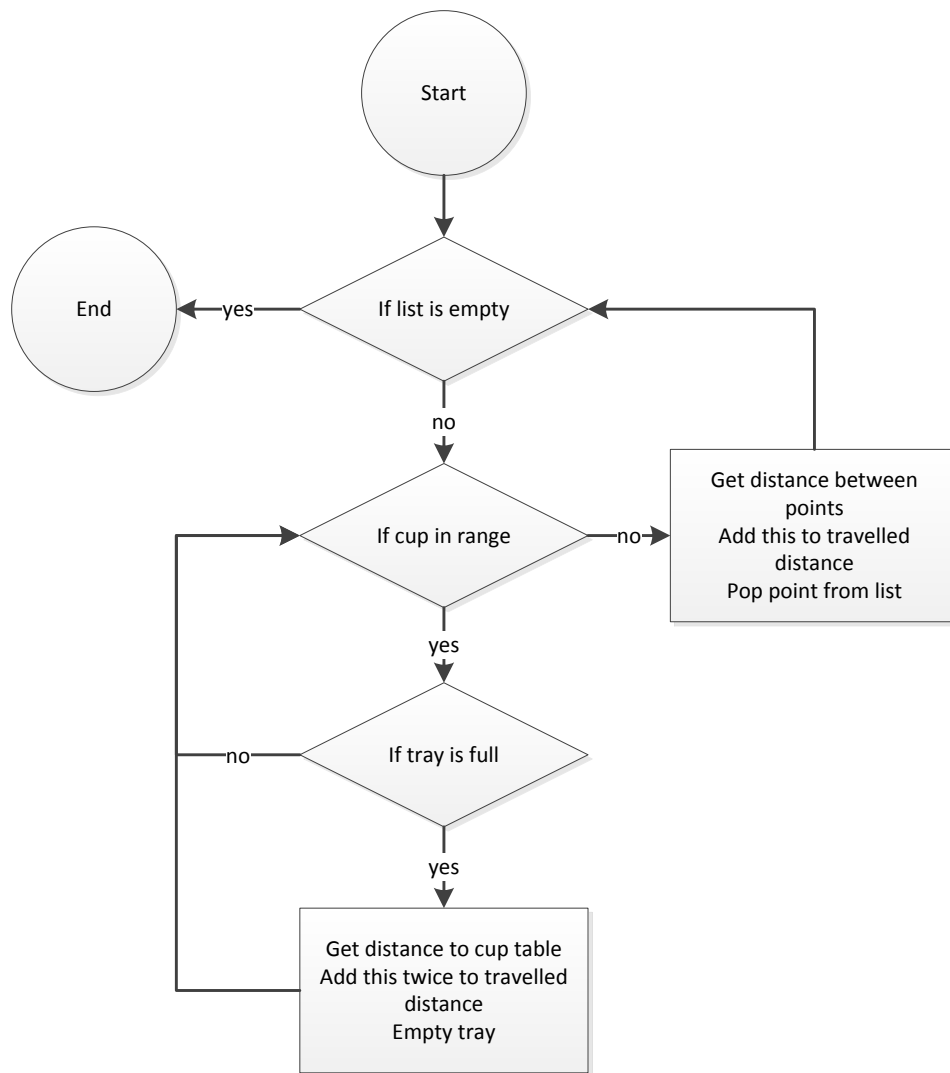 Start
End
yes
If list is empty
no
Get distance between
points
Add this to travelled
distance
Pop point from list
If cup in range
no
yes
no
If tray is full
yes
Get distance to cup table
Add this twice to travelled
distance
Empty tray